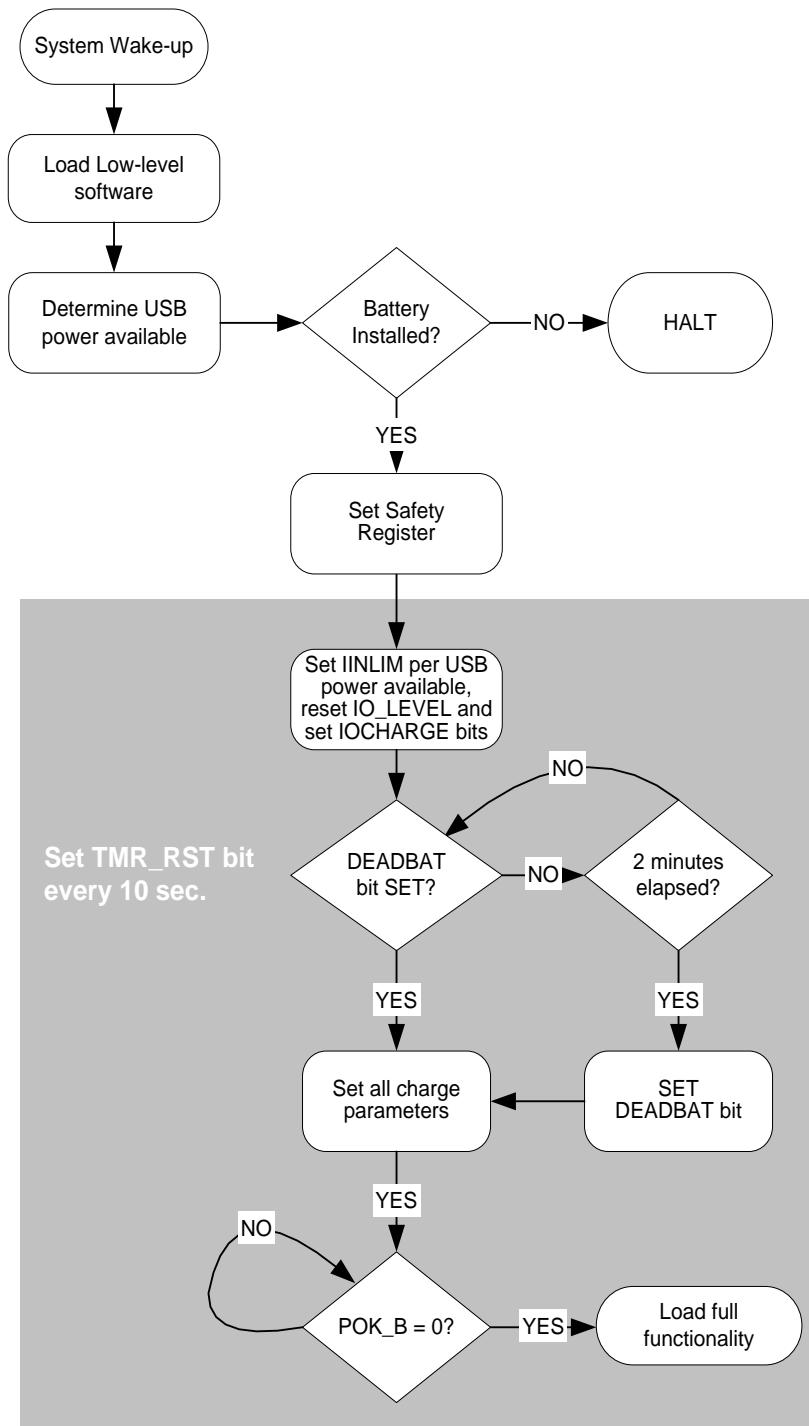 System Wake-up
Load Low-level
software
Determine USB
power available
Battery
Installed?
NO
HALT
YES
Set Safety
Register
Set IINLIM per USB
power available,
reset IO_LEVEL and
set IOCHARGE bits
NO
Set TMR_RST bit
every 10 sec.
DEADBAT
bit SET?
NO
2 minutes
elapsed?
YES
YES
Set all charge
parameters
SET
DEADBAT bit
YES
NO
POK_B = 0?
YES
Load full
functionality